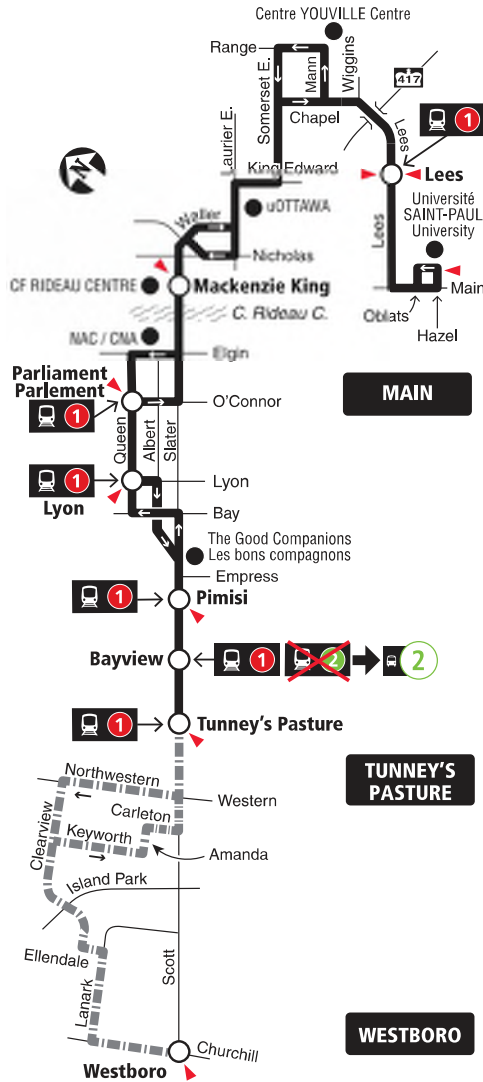 Centre YOUVILLE Centre
Range
Somerset E.
Mann
Wiggins
417
Chapel
Lees
1
Lees
Laurier E.
King Edward
N
uOTTAWA
Waller
Nicholas
Université
SAINT-PAUL
University
Lees
Main
Oblats
Hazel
CF RIDEAU CENTRE
Mackenzie King
C. Rideau C.
NAC / CNA
Elgin
Parliament
Parlement
1
O'Connor
MAIN
Queen
Albert
Slater
1
Lyon
Lyon
Bay
The Good Companions
Les bons compagnons
Empress
1
Pimisi
Bayview
1
2
2
1
Tunney's Pasture
Northwestern
Western
TUNNEY'S
PASTURE
Carleton
Clearview
Keyworth
Amanda
Island Park
Ellendale
Scott
Lanark
Churchill
Westboro
WESTBORO